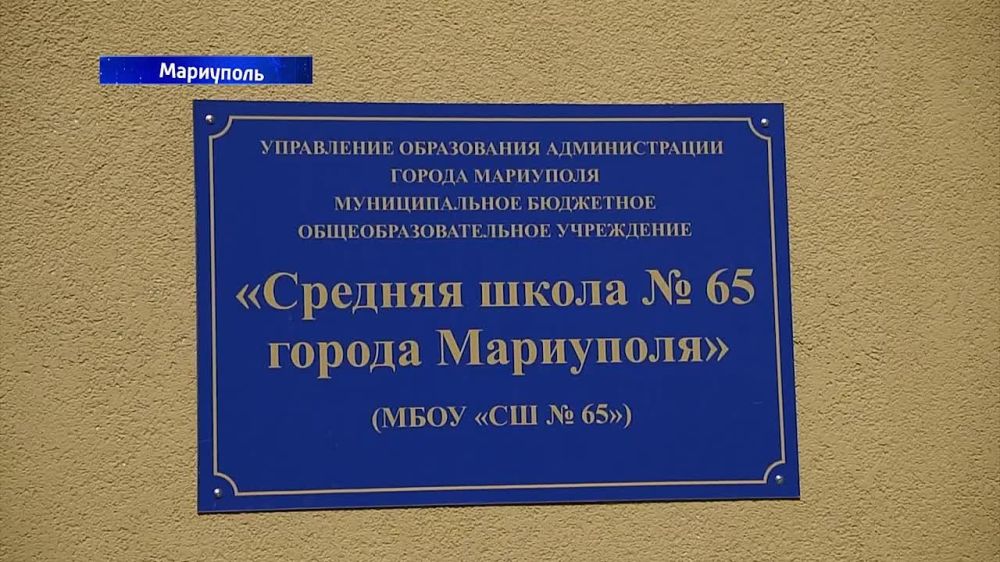 Мариуполь
УПРАВЛЕНИЕ ОБРАЗОВАНИЯ АДМИНИСТРАЦИИ
ГОРОДА МАРИУПОЛЯ
МУНИЦИПАЛЬНОЕ БЮДЖЕТНОЕ
ОБЩЕОБРАЗОВАТЕЛЬНОЕ УЧРЕЖДЕНИЕ
«Средняя школа № 65
города Мариуполя»
(МБОУ «СШ № 65»)